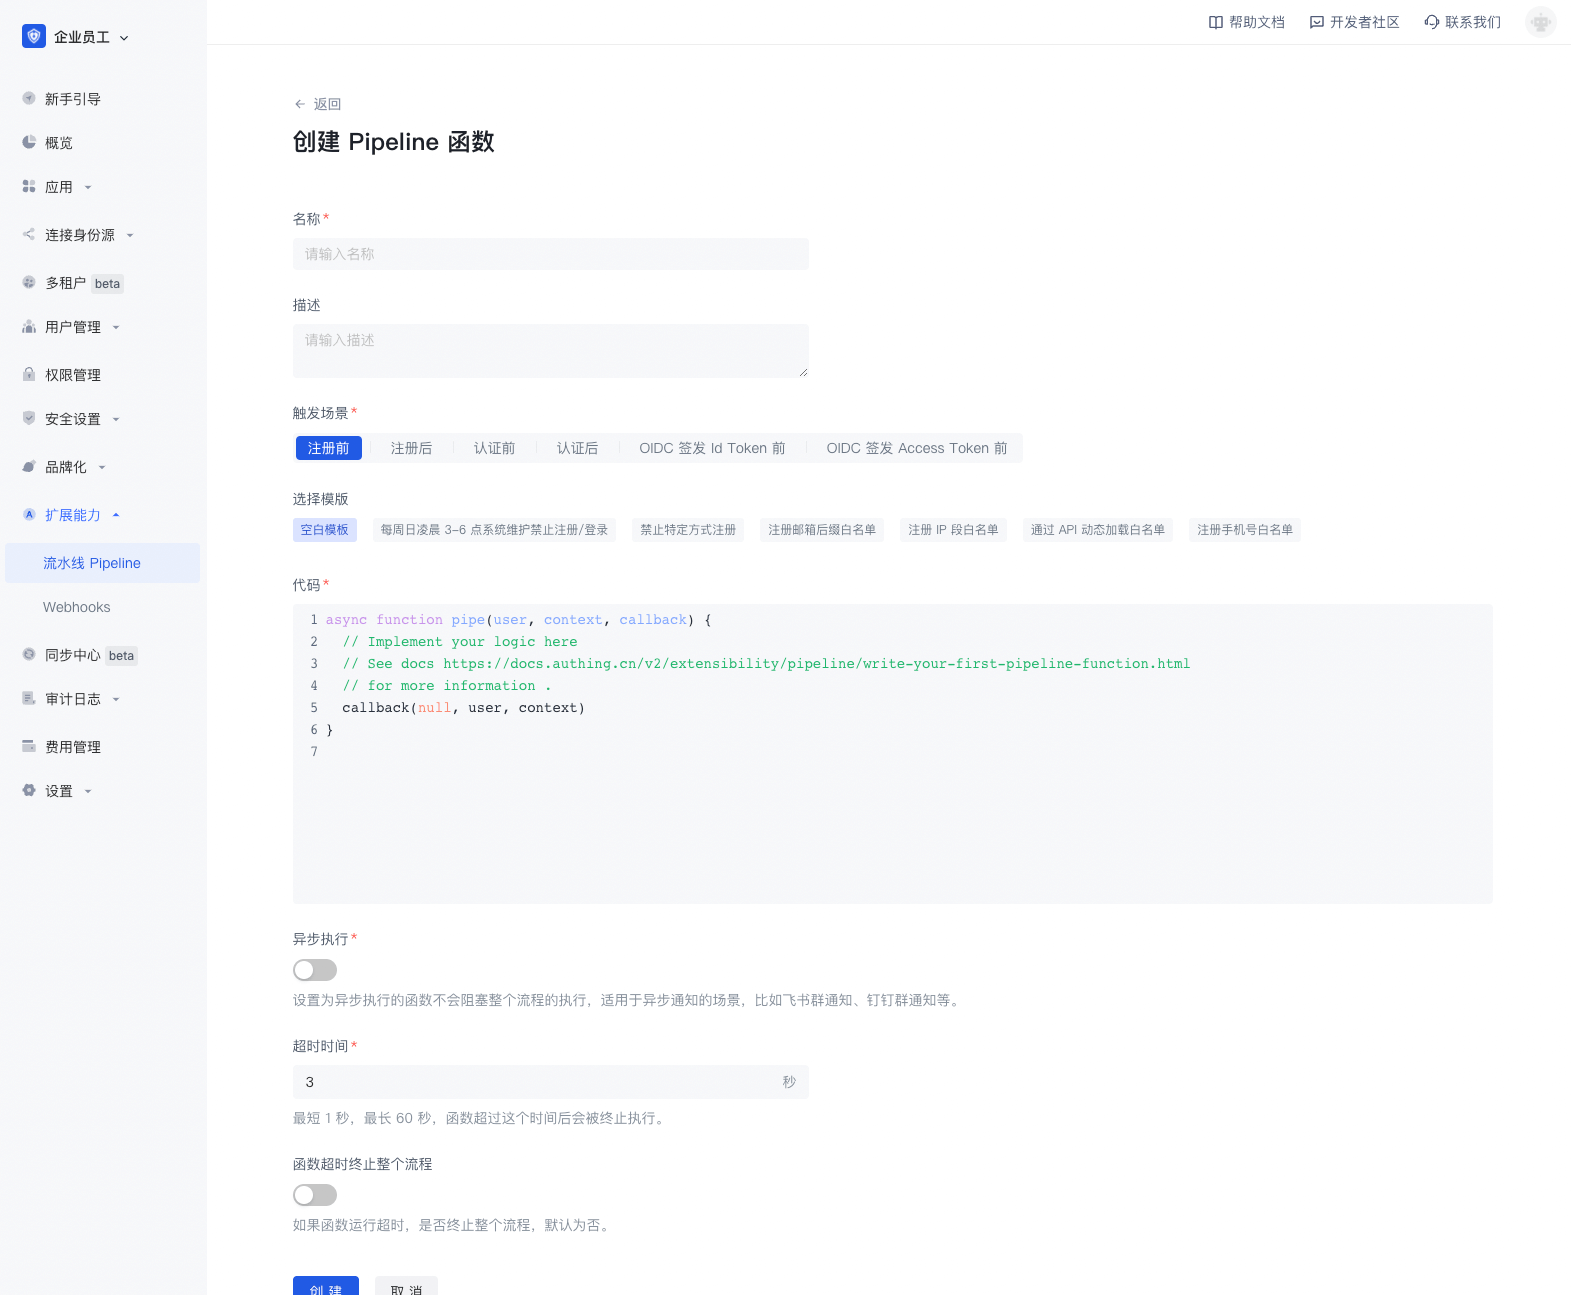 企业员工
帮助文档
开发者社区
联系我们
新手引导
概览
应用
连接身份源
多租户 beta
用户管理
权限管理
安全设置
品牌化
扩展能力
流水线 Pipeline
Webhooks
同步中心 beta
审计日志
费用管理
设置
← 返回
创建 Pipeline 函数
名称*
请输入名称
描述
请输入描述
触发场景*
注册前 注册后 认证前 认证后 OIDC 签发 Id Token 前 OIDC 签发 Access Token 前
选择模版
空白模板 每周日凌晨 3-6 点系统维护禁止注册/登录 禁止特定方式注册 注册邮箱后缀白名单 注册 IP 段白名单 通过 API 动态加载白名单 注册手机号白名单
代码*
1 async function pipe(user, context, callback) {
2   // Implement your logic here
3   // See docs https://docs.authing.cn/v2/extensibility/pipeline/write-your-first-pipeline-function.html
4   // for more information .
5   callback(null, user, context)
6 }
7
异步执行*
设置为异步执行的函数不会阻塞整个流程的执行，适用于异步通知的场景，比如飞书群通知、钉钉群通知等。
超时时间*
3 秒
最短 1 秒，最长 60 秒，函数超过这个时间后会被终止执行。
函数超时终止整个流程
如果函数运行超时，是否终止整个流程，默认为否。
创 建 取 消